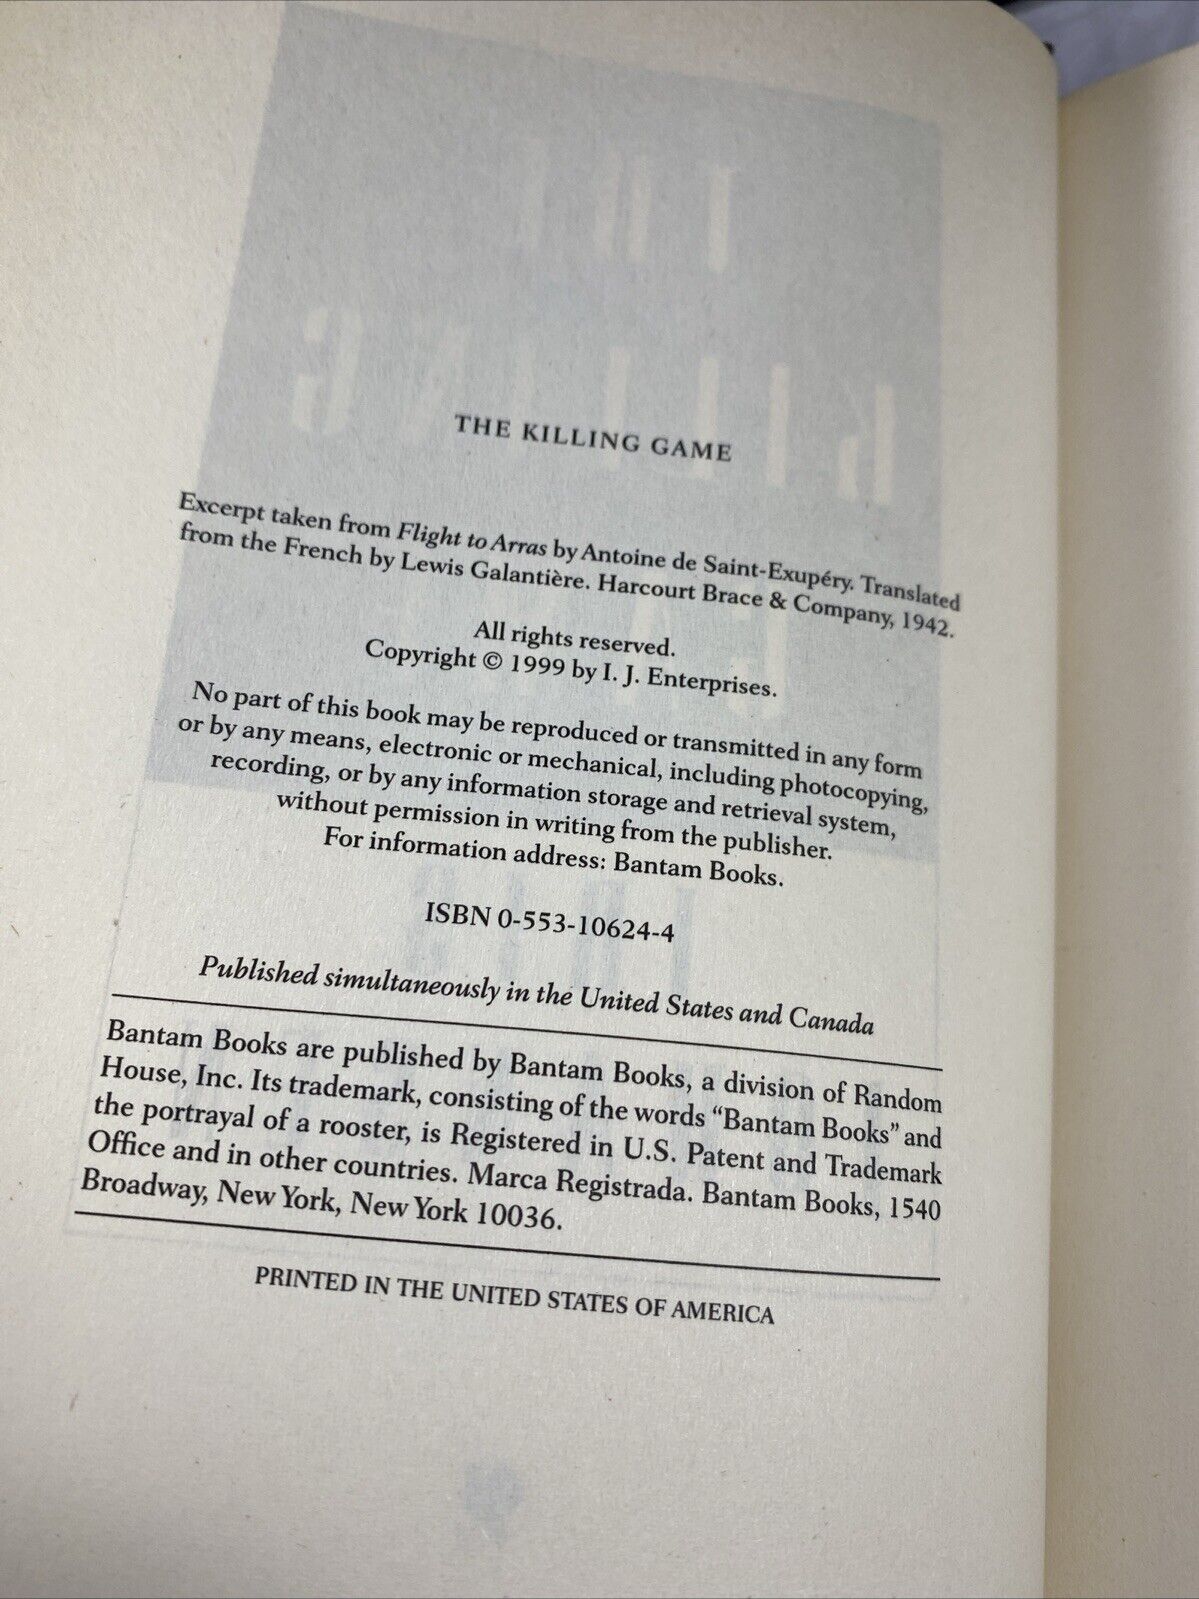 THE KILLING GAME
Excerpt taken from Flight to Arras by Antoine de Saint-Exupéry. Translated
from the French by Lewis Galantière. Harcourt Brace & Company, 1942.
All rights reserved.
Copyright © 1999 by I. J. Enterprises.
No part of this book may be reproduced or transmitted in any form
or by any means, electronic or mechanical, including photocopying,
recording, or by any information storage and retrieval system,
without permission in writing from the publisher.
For information address: Bantam Books.
ISBN 0-553-10624-4
Published simultaneously in the United States and Canada
Bantam Books are published by Bantam Books, a division of Random
House, Inc. Its trademark, consisting of the words “Bantam Books” and
the portrayal of a rooster, is Registered in U.S. Patent and Trademark
Office and in other countries. Marca Registrada. Bantam Books, 1540
Broadway, New York, New York 10036.
PRINTED IN THE UNITED STATES OF AMERICA